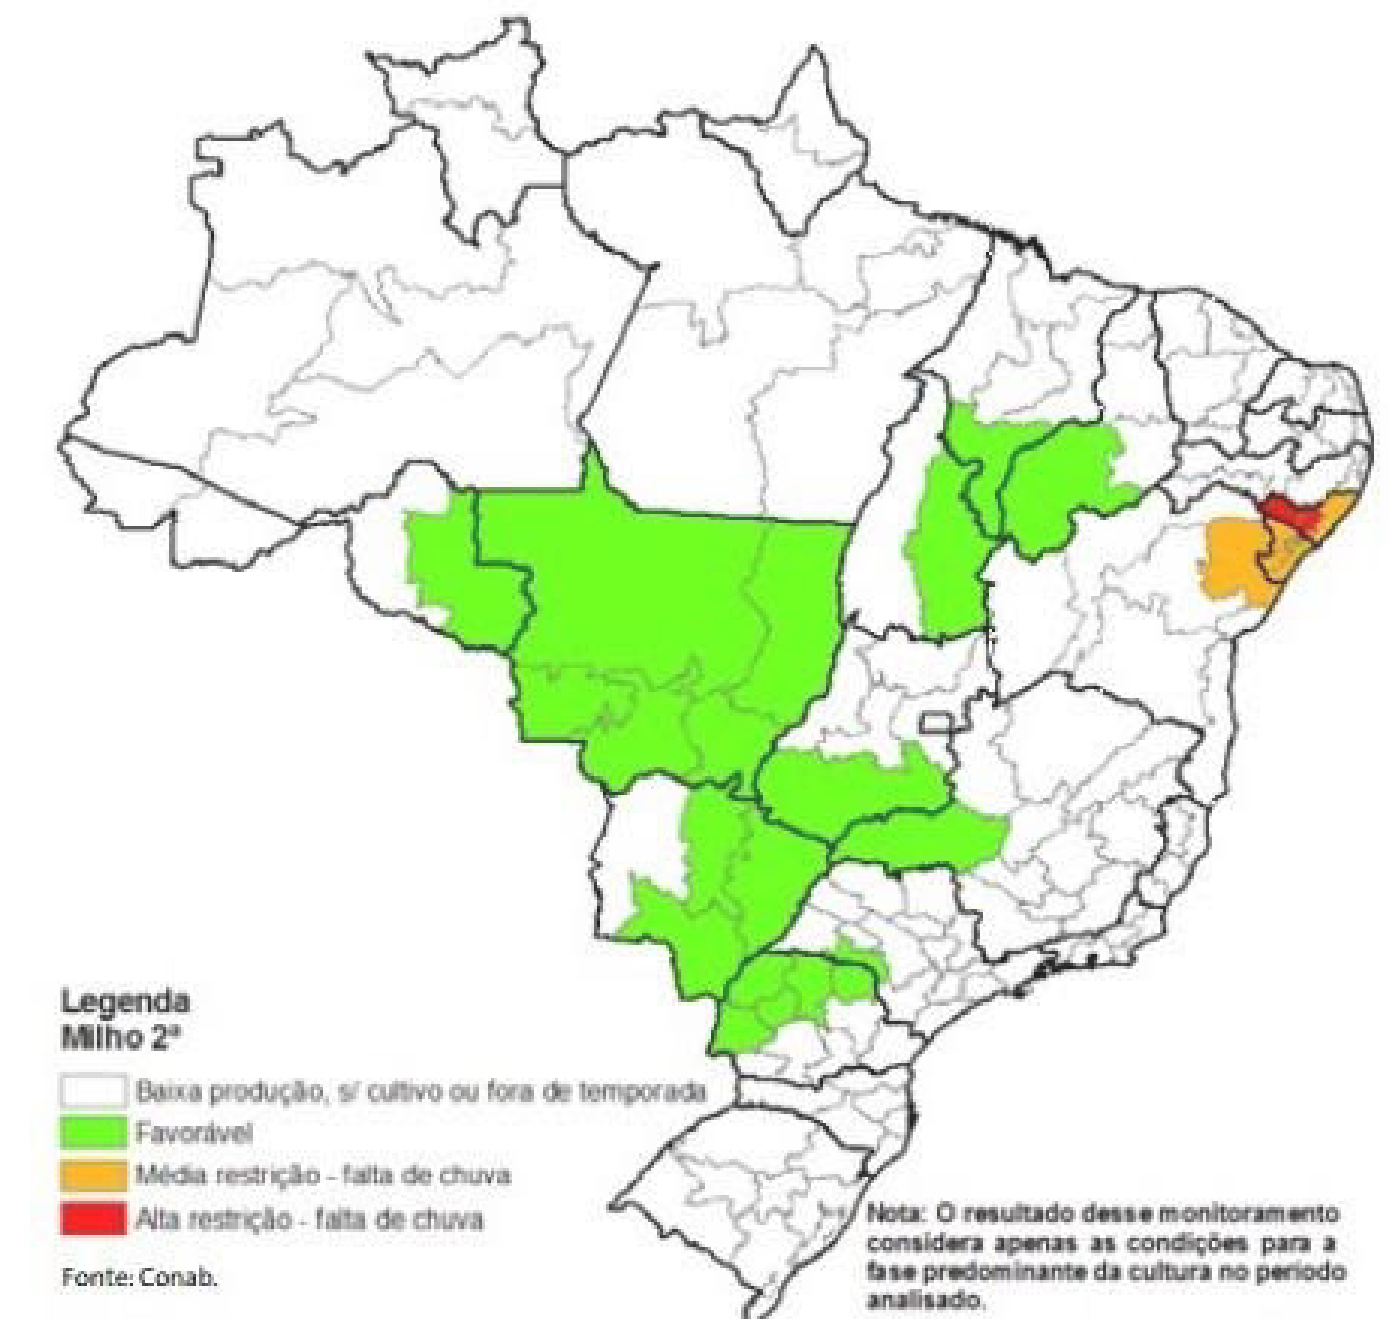 Legenda
Milho 2ª
Baixa produção, s/ cultivo ou fora de temporada
Favorável
Média restrição - falta de chuva
Alta restrição - falta de chuva
Fonte: Conab.
Nota: O resultado desse monitoramento
considera apenas as condições para a
fase predominante da cultura no período
analisado.